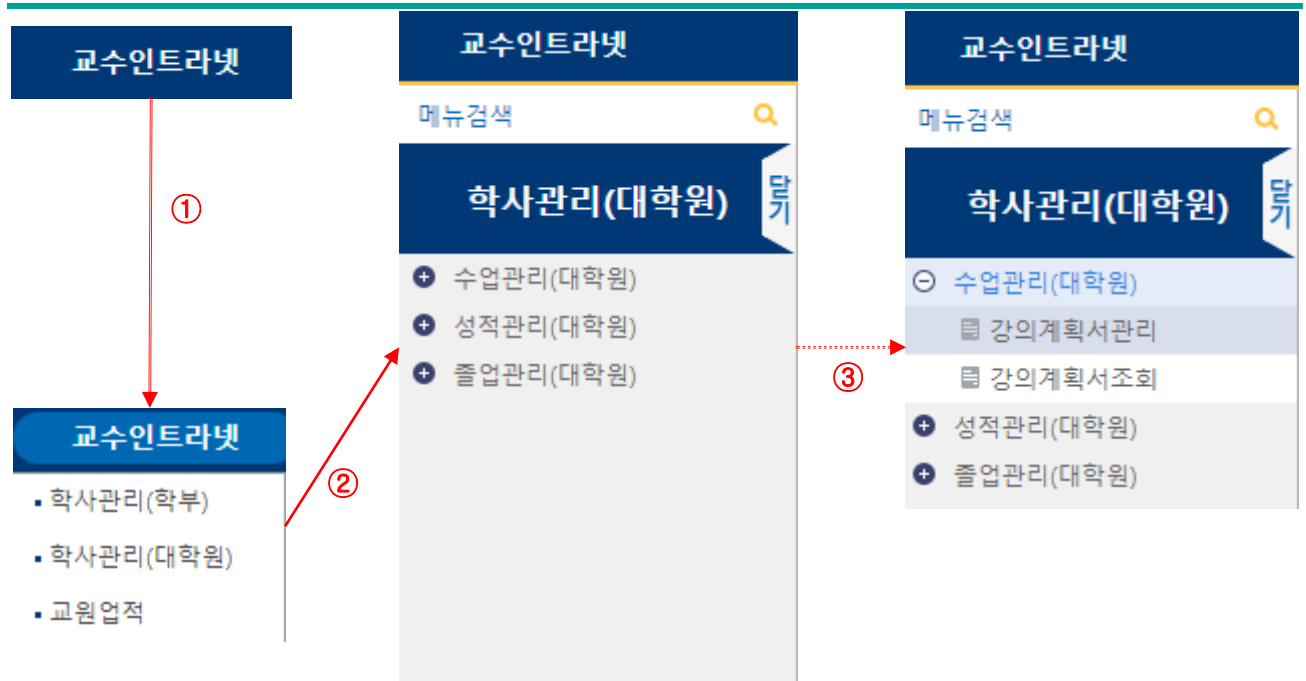 교수인트라넷
①
교수인트라넷
학사관리(학부)
학사관리(대학원)
교원업적
②
교수인트라넷
메뉴검색
학사관리(대학원)
닫기
수업관리(대학원)
성적관리(대학원)
졸업관리(대학원)
③
교수인트라넷
메뉴검색
학사관리(대학원)
닫기
수업관리(대학원)
강의계획서관리
강의계획서조회
성적관리(대학원)
졸업관리(대학원)